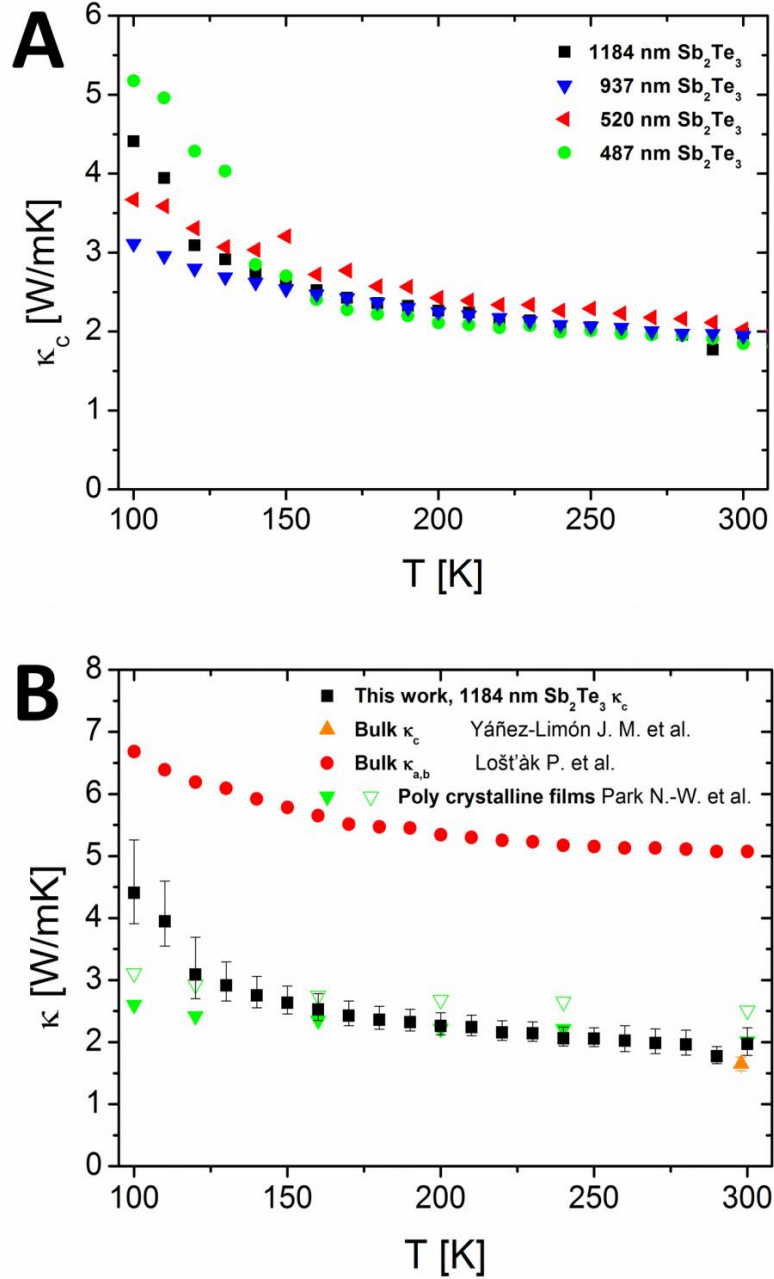 A
6
5
4
3
2
1
0
κc [W/mK]
1184 nm Sb2Te3
937 nm Sb2Te3
520 nm Sb2Te3
487 nm Sb2Te3
100 150 200 250 300
T [K]
B
8
7
6
5
4
3
2
1
0
κ [W/mK]
This work, 1184 nm Sb2Te3 κc
Bulk κc Yáñez-Limón J. M. et al.
Bulk κa,b Lošt'àk P. et al.
Poly crystalline films Park N.-W. et al.
100 150 200 250 300
T [K]